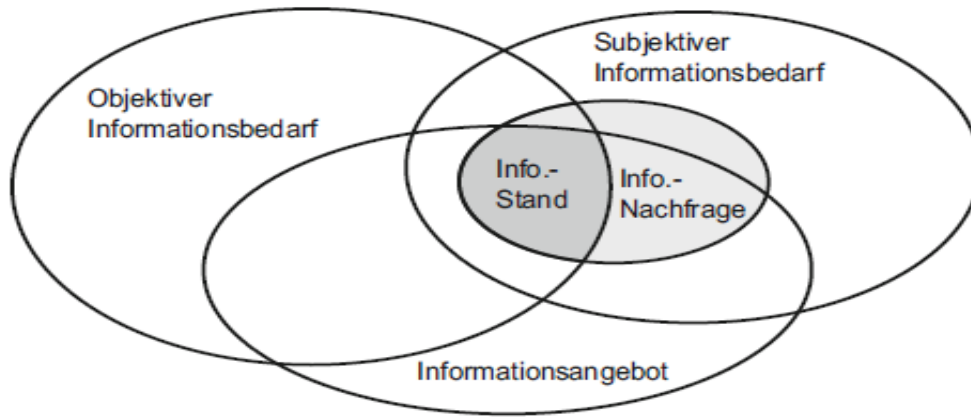 Subjektiver
Informationsbedarf
Objektiver
Informationsbedarf
Info.-
Stand
Info.-
Nachfrage
Informationsangebot